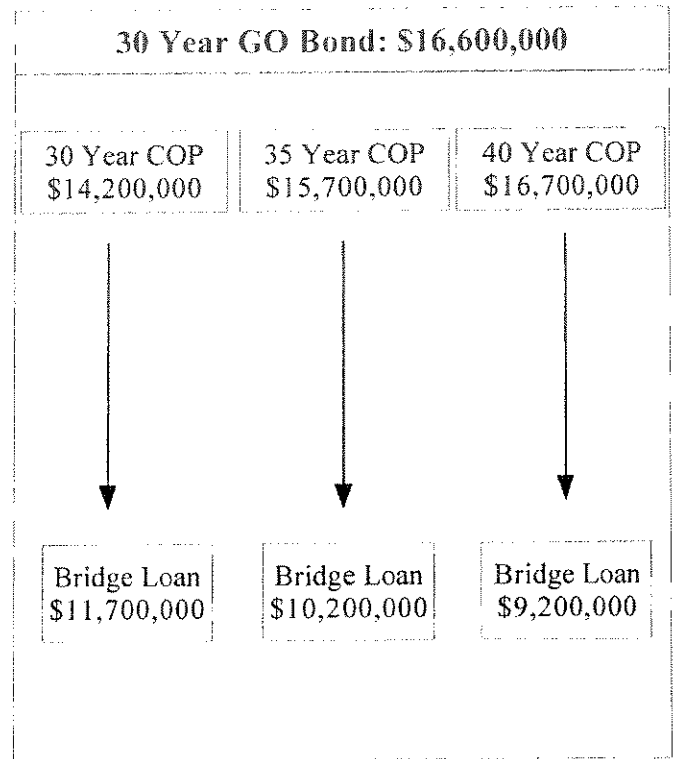 30 Year GO Bond: $16,600,000
30 Year COP
$14,200,000
35 Year COP
$15,700,000
40 Year COP
$16,700,000
Bridge Loan
$11,700,000
Bridge Loan
$10,200,000
Bridge Loan
$9,200,000